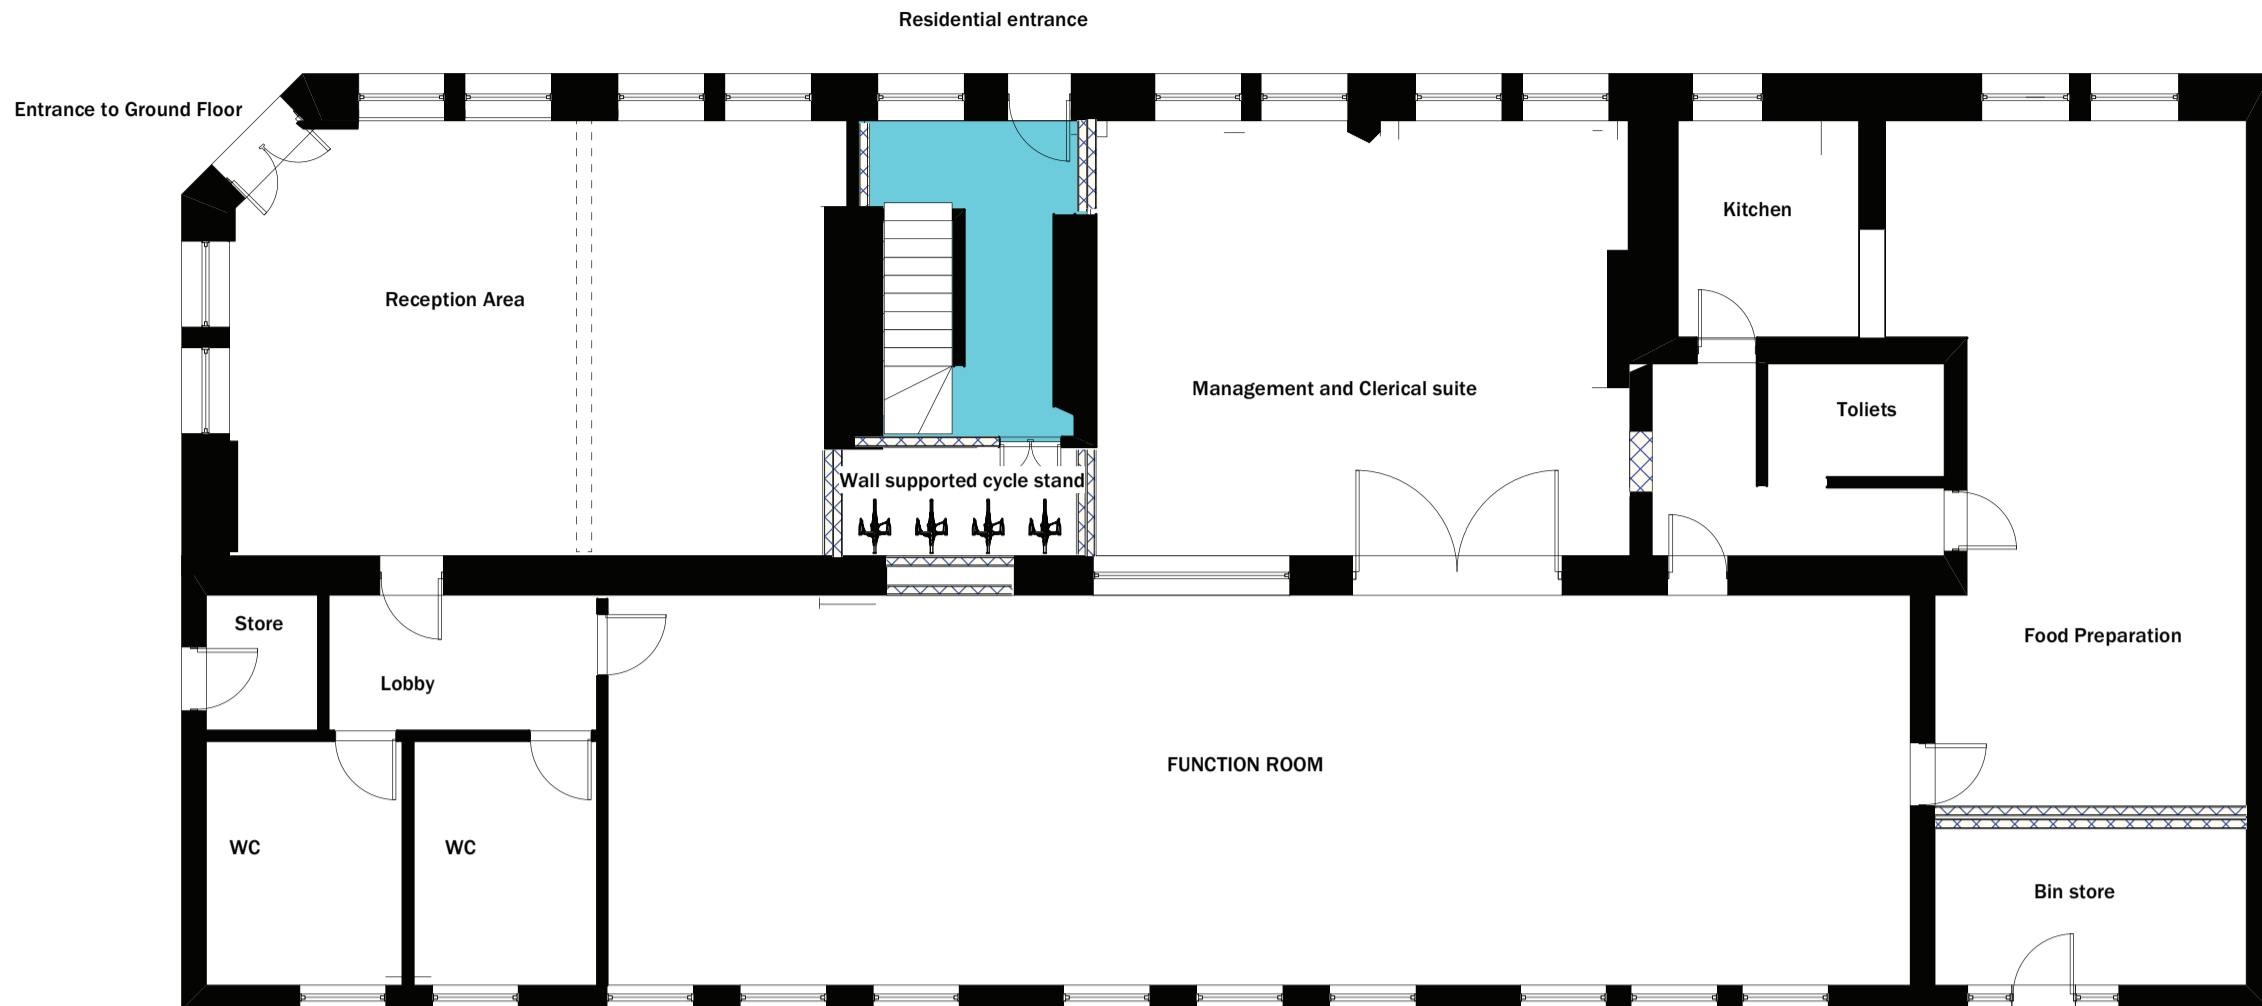 Residential entrance
Entrance to Ground Floor
Kitchen
Reception Area
Management and Clerical suite
Toliets
Wall supported cycle stand
Store
Food Preparation
Lobby
FUNCTION ROOM
WC
WC
Bin store